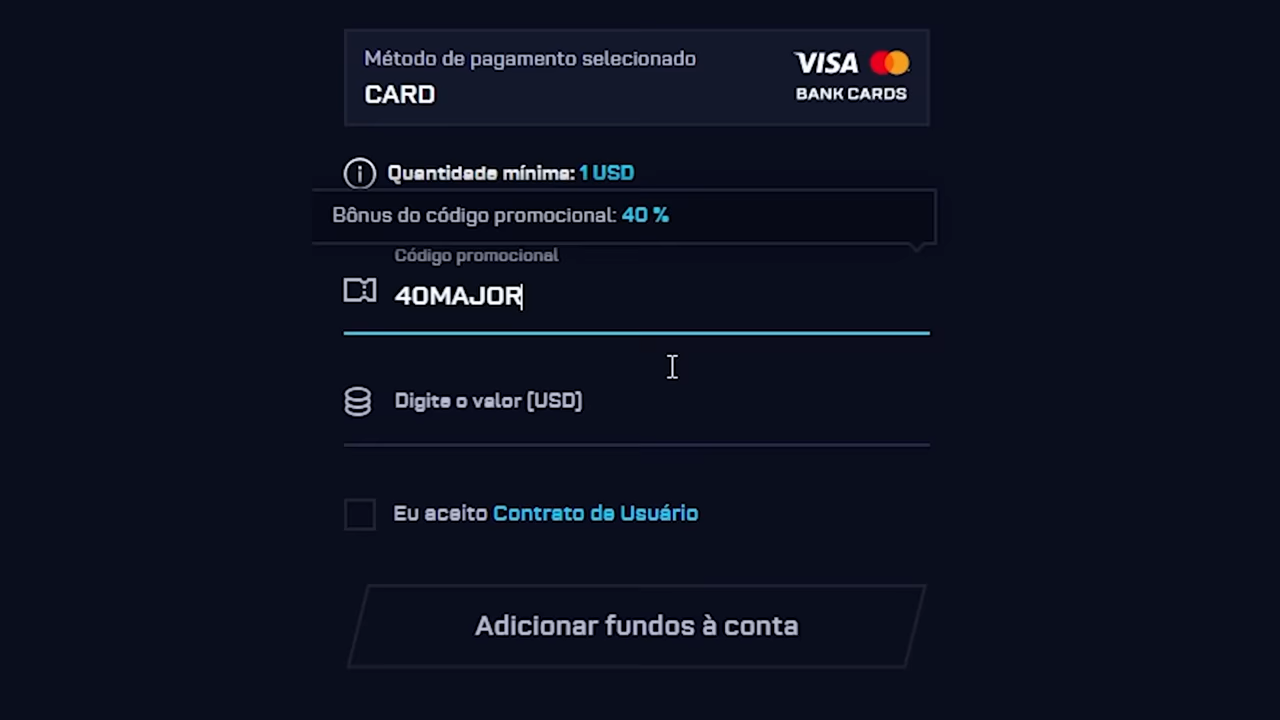 Método de pagamento selecionado
CARD
VISA
BANK CARDS
Quantidade mínima: 1 USD
Bônus do código promocional: 40 %
Código promocional
40MAJOR
Digite o valor (USD)
Eu aceito Contrato de Usuário
Adicionar fundos à conta